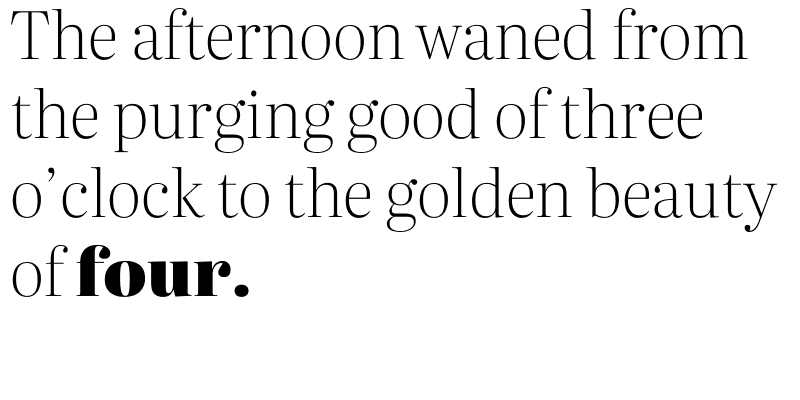 The afternoon waned from
the purging good of three
o’clock to the golden beauty
of four.